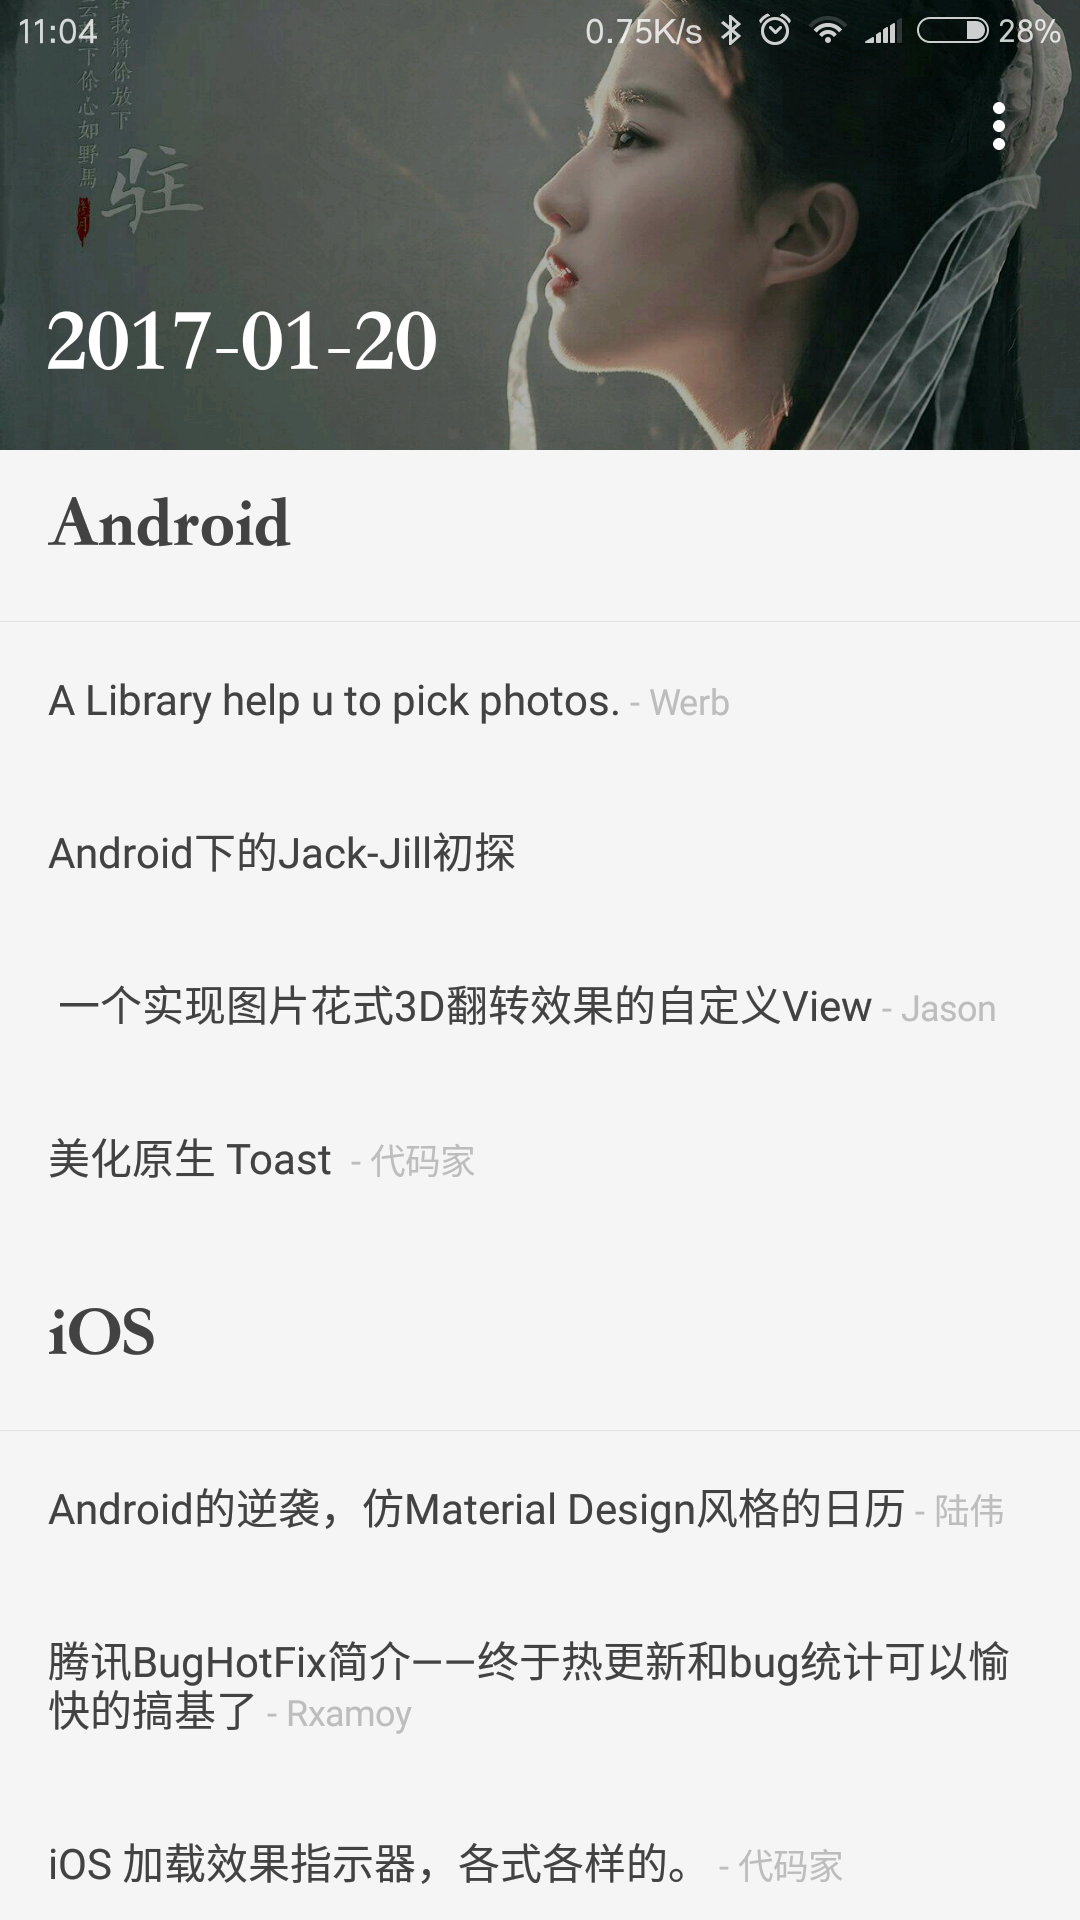 11:04
0.75K/s
28%
我將你放下
下你心如野馬
駐
2017-01-20
Android
A Library help u to pick photos. - Werb
Android下的Jack-Jill初探
一个实现图片花式3D翻转效果的自定义View - Jason
美化原生 Toast - 代码家
iOS
Android的逆袭，仿Material Design风格的日历 - 陆伟
腾讯BugHotFix简介——终于热更新和bug统计可以愉
快的搞基了 - Rxamoy
iOS 加载效果指示器，各式各样的。 - 代码家